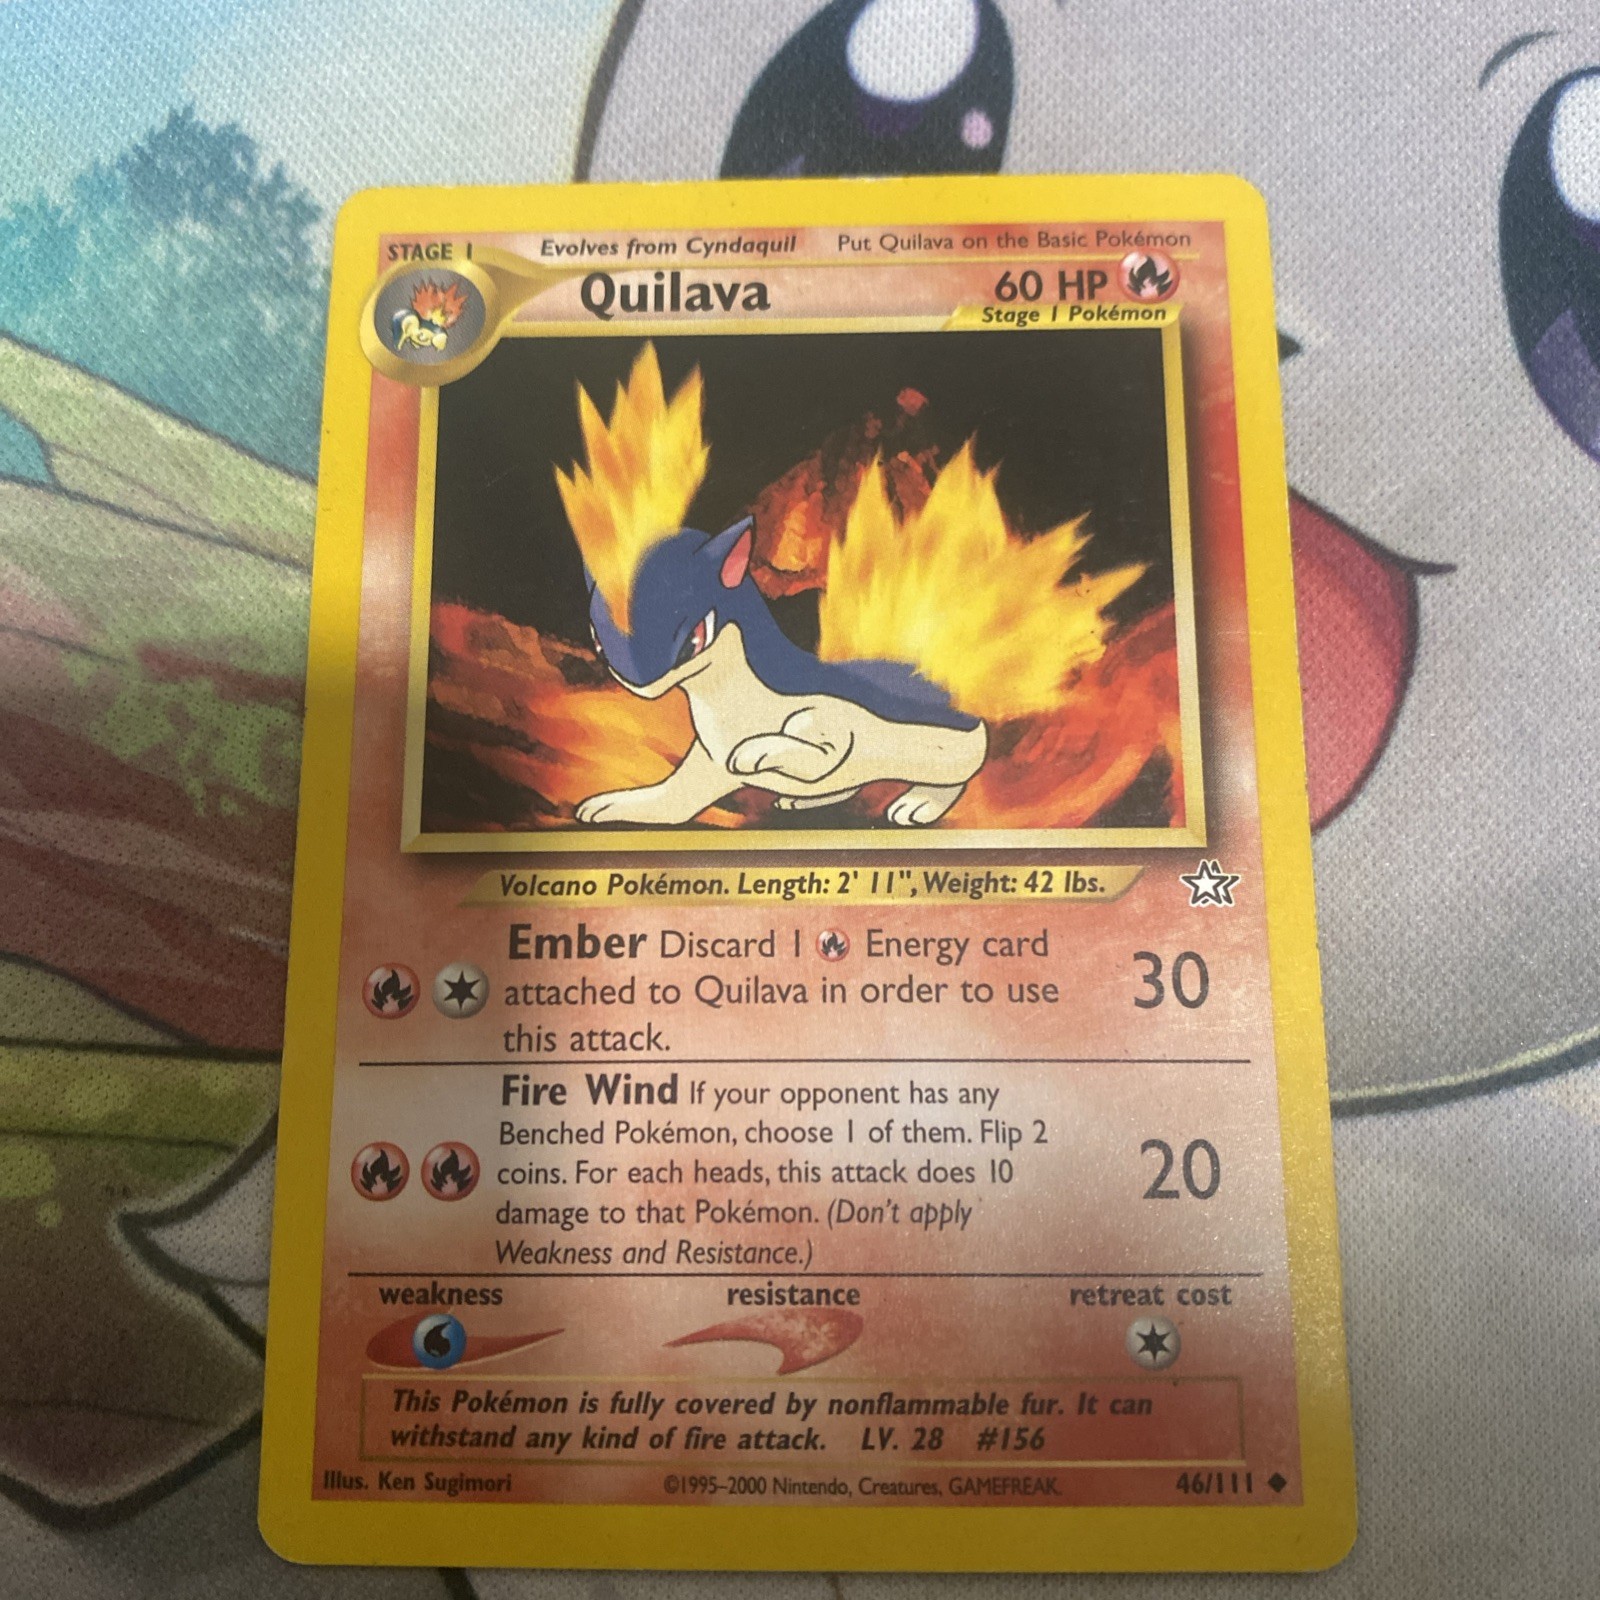 STAGE 1 Evolves from Cyndaquil Put Quilava on the Basic Pokémon
Quilava 60 HP
Stage 1 Pokémon
Volcano Pokémon. Length: 2' 11", Weight: 42 lbs.
Ember Discard 1 Energy card
attached to Quilava in order to use
this attack.
30
Fire Wind If your opponent has any
Benched Pokémon, choose 1 of them. Flip 2
coins. For each heads, this attack does 10
damage to that Pokémon. (Don't apply
Weakness and Resistance.)
20
weakness resistance retreat cost
This Pokémon is fully covered by nonflammable fur. It can
withstand any kind of fire attack. LV. 28 #156
Illus. Ken Sugimori ©1995–2000 Nintendo, Creatures, GAMEFREAK. 46/111